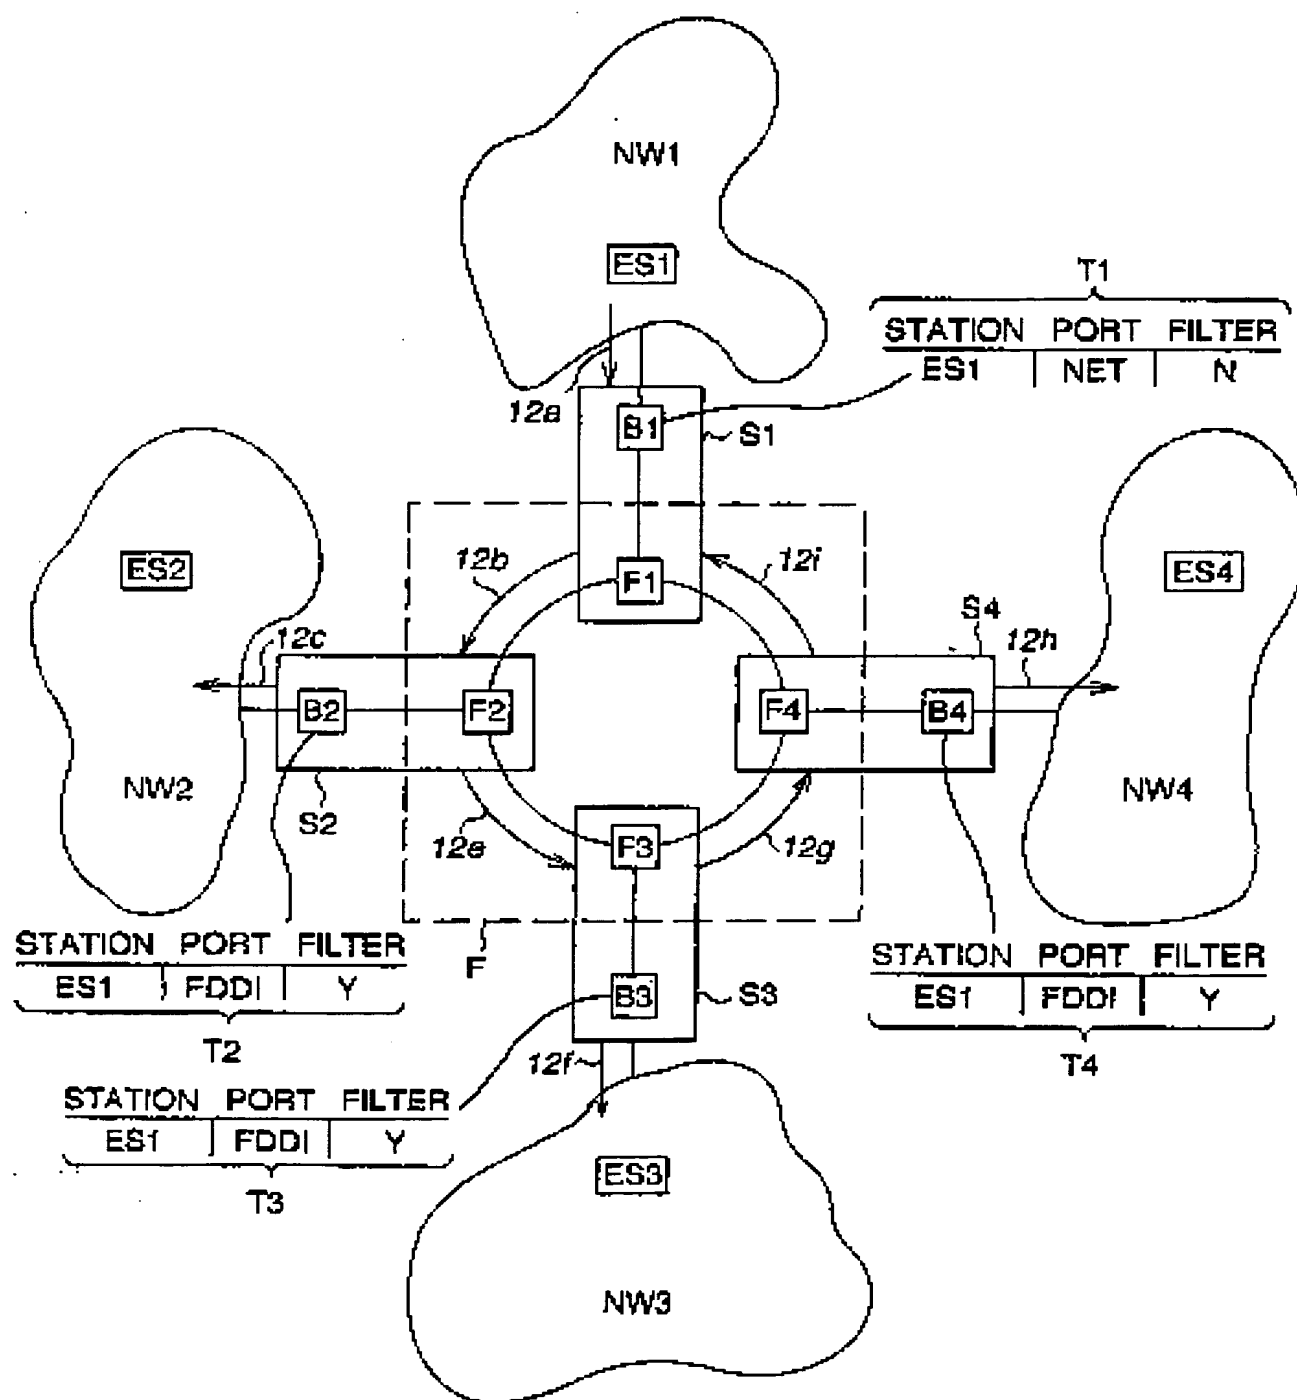 NW1
ES1
T1
STATION PORT FILTER
ES1 NET N
12a
B1
S1
ES2
12b
F1
12i
ES4
12c
S4
12h
B2
F2
F4
B4
NW2
S2
NW4
12e
F3
12g
STATION PORT FILTER
ES1 FDDI Y
T2
F
B3
S3
STATION PORT FILTER
ES1 FDDI Y
T4
12f
STATION PORT FILTER
ES1 FDDI Y
T3
ES3
NW3